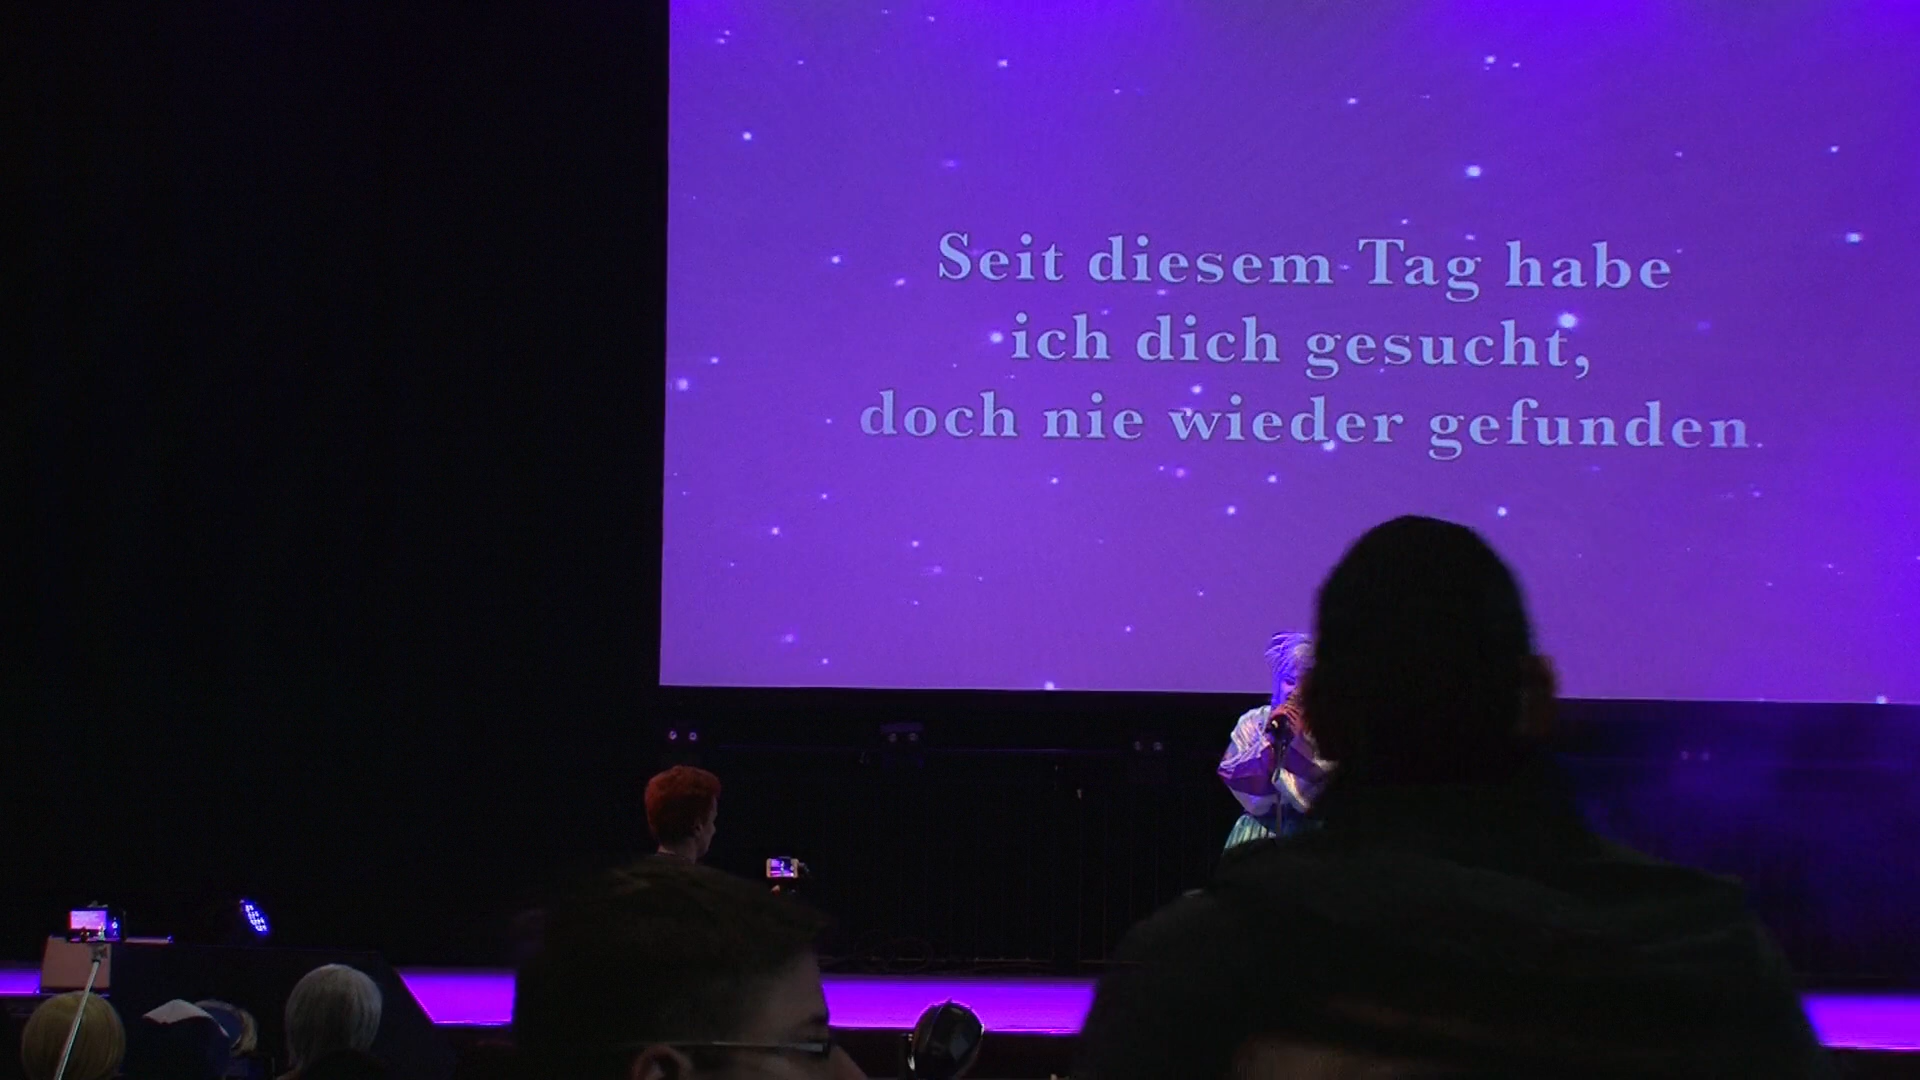 Seit diesem Tag habe
ich dich gesucht,
doch nie wieder gefunden.